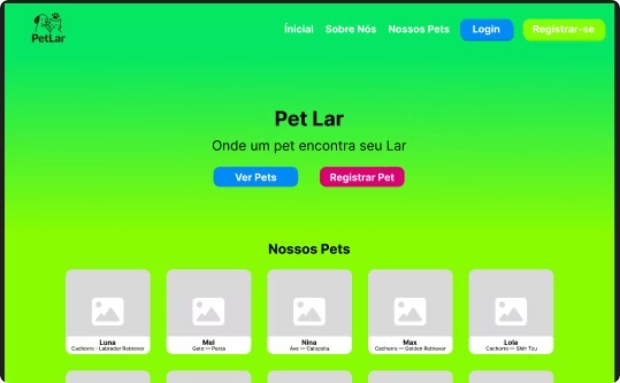 PetLar
Ínicial Sobre Nós Nossos Pets Login Registrar-se
Pet Lar
Onde um pet encontra seu Lar
Ver Pets Registrar Pet
Nossos Pets
Luna
Cachorro - Labrador Retriever
Mel
Gato — Persa
Nina
Ave — Calopsita
Max
Cachorro — Golden Retriever
Lola
Cachorro — Shih Tzu